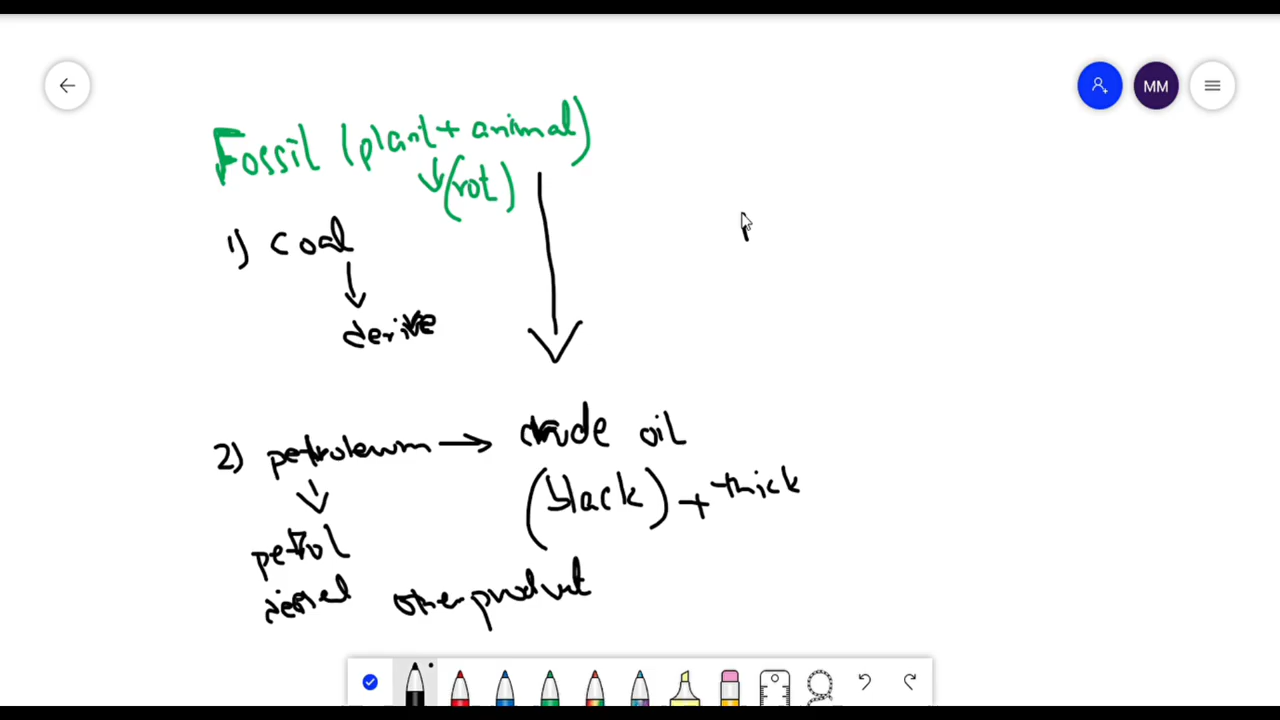 MM
Fossil (plant + animal)
(rot)
1) coal
derive
2) petroleum → crude oil
(black) + thick
petrol
diesel other product